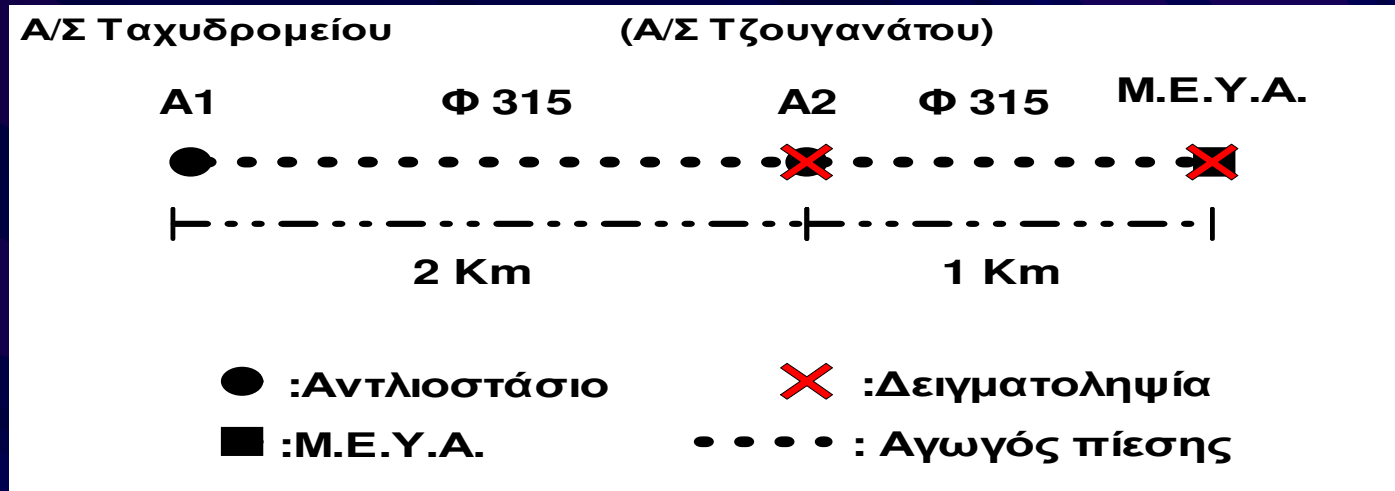 Α/Σ Ταχυδρομείου (Α/Σ Τζουγανάτου)
Α1 Φ 315 Α2 Φ 315 Μ.Ε.Υ.Α.
2 Km 1 Km
:Αντλιοστάσιο :Δειγματοληψία
:Μ.Ε.Υ.Α. : Αγωγός πίεσης